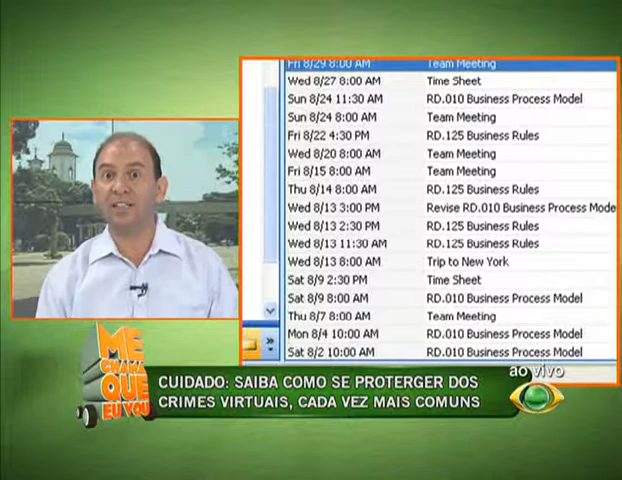 Fri 8/29 8:00 AM Team Meeting
Wed 8/27 8:00 AM Time Sheet
Sun 8/24 11:30 AM RD.010 Business Process Model
Sun 8/24 8:00 AM Team Meeting
Fri 8/22 4:30 PM RD.125 Business Rules
Wed 8/20 8:00 AM Team Meeting
Fri 8/15 8:00 AM Team Meeting
Thu 8/14 8:00 AM RD.125 Business Rules
Wed 8/13 3:00 PM Revise RD.010 Business Process Mode
Wed 8/13 2:30 PM RD.125 Business Rules
Wed 8/13 11:30 AM RD.125 Business Rules
Wed 8/13 8:00 AM Trip to New York
Sat 8/9 2:30 PM Time Sheet
Sat 8/9 8:00 AM RD.010 Business Process Model
Thu 8/7 8:00 AM Team Meeting
Mon 8/4 10:00 AM RD.010 Business Process Model
Sat 8/2 10:00 AM RD.010 Business Process Model
ME
CHAMA
QUE
EU VOU
ao vivo
CUIDADO: SAIBA COMO SE PROTERGER DOS
CRIMES VIRTUAIS, CADA VEZ MAIS COMUNS